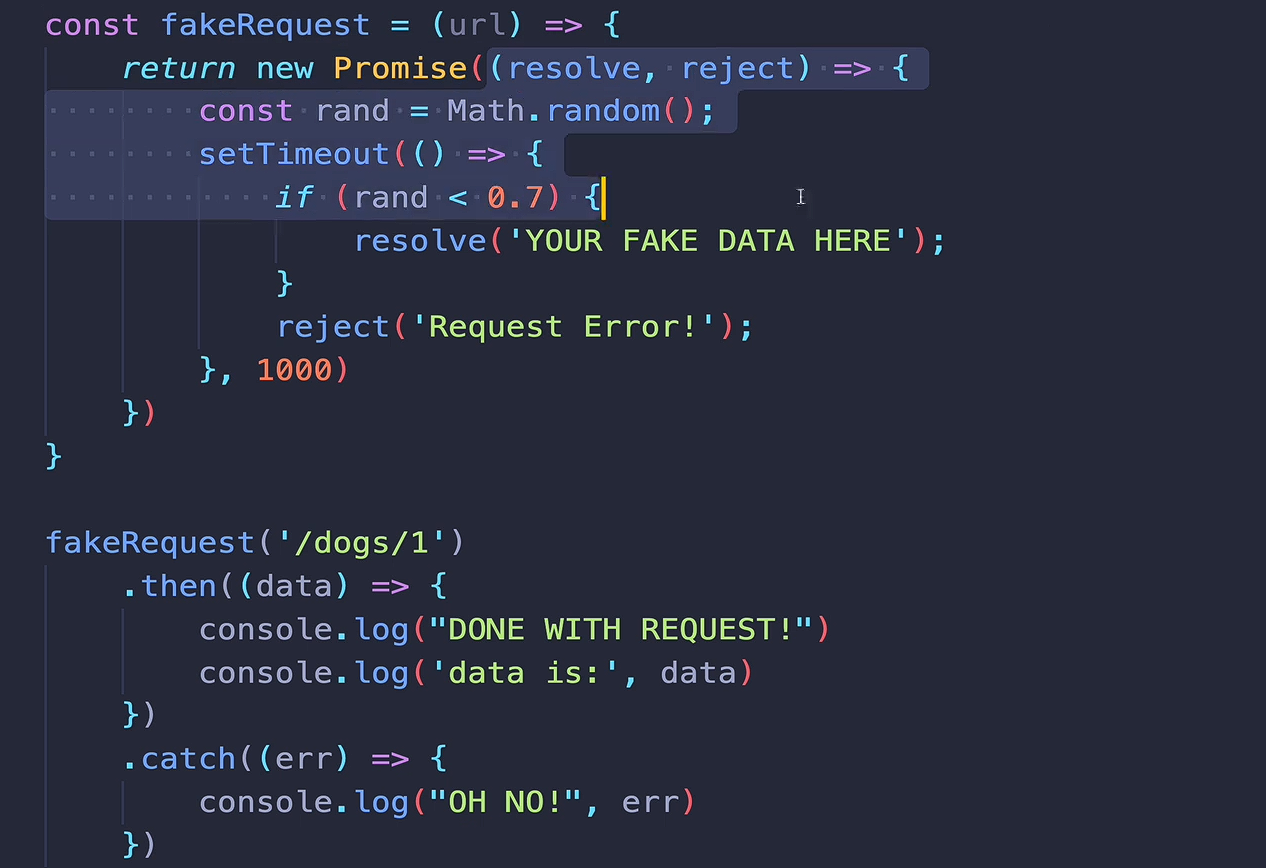 const fakeRequest = (url) => {
    return new Promise((resolve, reject) => {
        const rand = Math.random();
        setTimeout(() => {
            if (rand < 0.7) {
                resolve('YOUR FAKE DATA HERE');
            }
            reject('Request Error!');
        }, 1000)
    })
}

fakeRequest('/dogs/1')
    .then((data) => {
        console.log("DONE WITH REQUEST!")
        console.log('data is:', data)
    })
    .catch((err) => {
        console.log("OH NO!", err)
    })